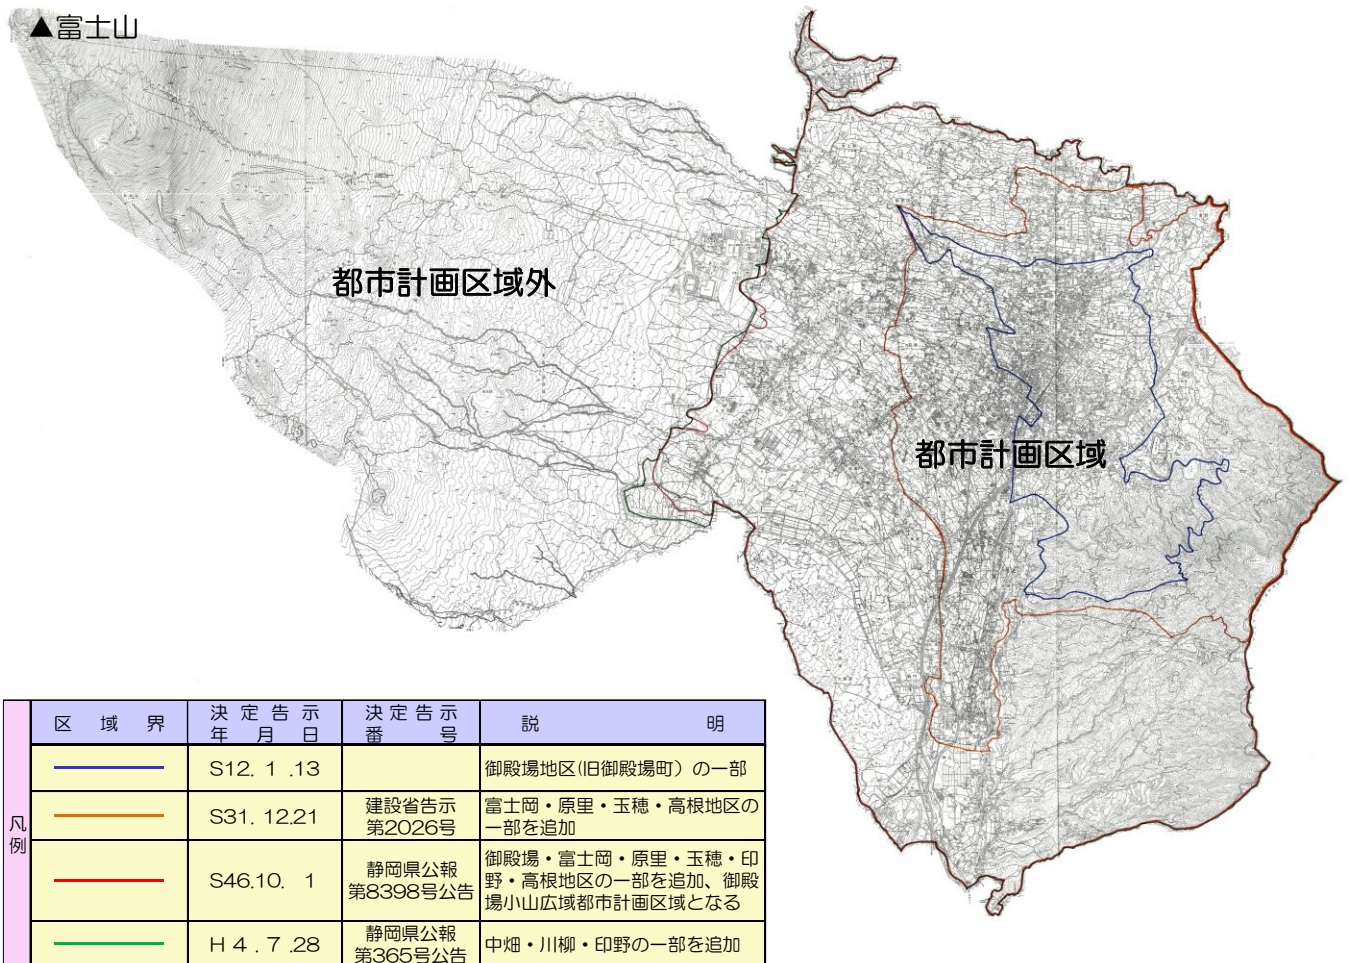 ▲富士山
都市計画区域外
都市計画区域
凡例
区域界
決定告示年月日
決定告示番号
説明
S12. 1 .13
御殿場地区(旧御殿場町）の一部
S31. 12.21
建設省告示
第2026号
富士岡・原里・玉穂・高根地区の
一部を追加
S46.10. 1
静岡県公報
第8398号公告
御殿場・富士岡・原里・玉穂・印
野・高根地区の一部を追加、御殿
場小山広域都市計画区域となる
H 4 . 7 .28
静岡県公報
第365号公告
中畑・川柳・印野の一部を追加